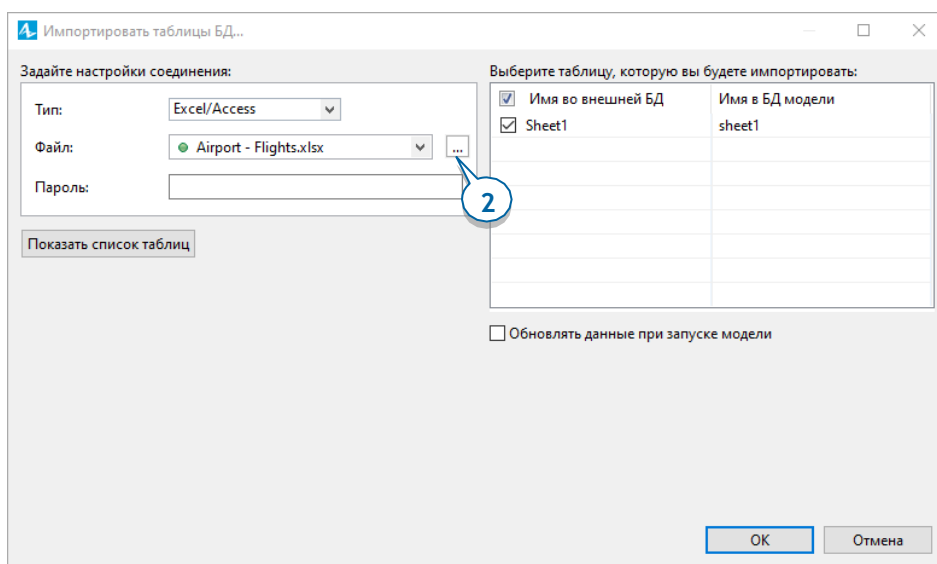 Импортировать таблицы БД...
Задайте настройки соединения:
Тип: Excel/Access
Файл: Airport - Flights.xlsx ...
Пароль:
2
Показать список таблиц
Выберите таблицу, которую вы будете импортировать:
Имя во внешней БД Имя в БД модели
Sheet1 sheet1
Обновлять данные при запуске модели
OK Отмена